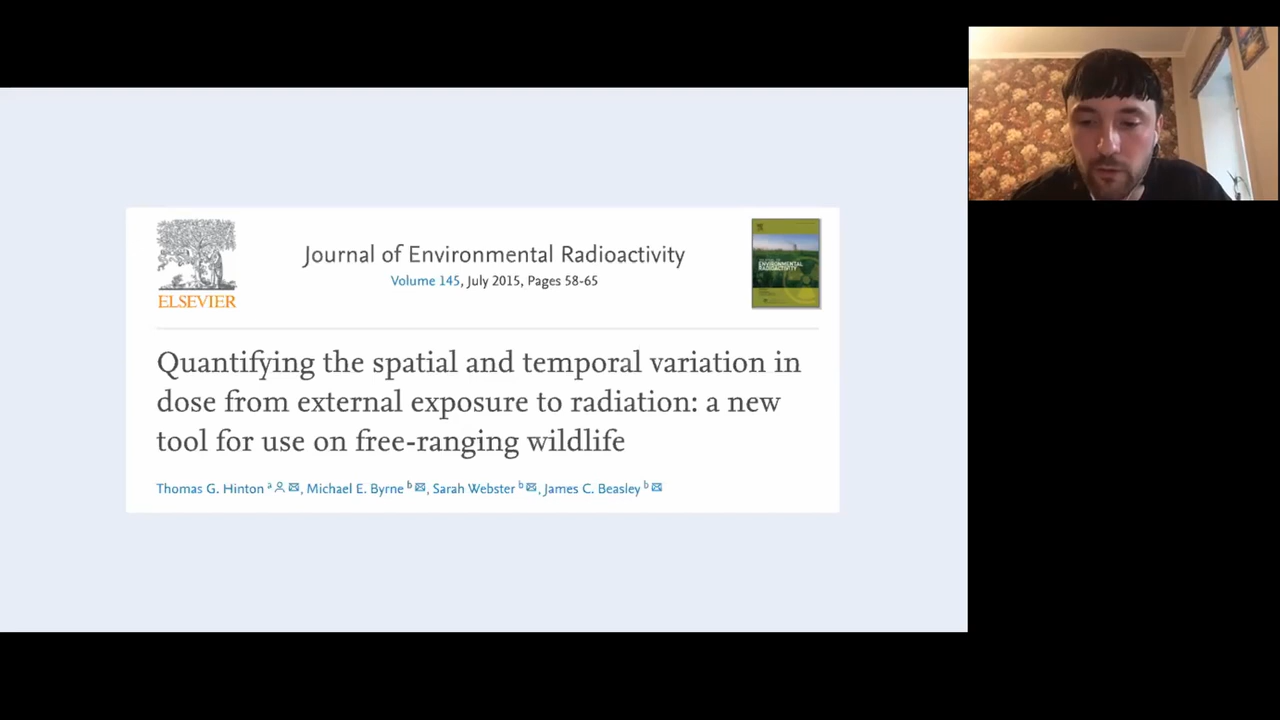 Journal of Environmental Radioactivity
Volume 145, July 2015, Pages 58-65
ELSEVIER
ENVIRONMENTAL
RADIOACTIVITY
Quantifying the spatial and temporal variation in
dose from external exposure to radiation: a new
tool for use on free-ranging wildlife
Thomas G. Hinton a, Michael E. Byrne b, Sarah Webster b, James C. Beasley b